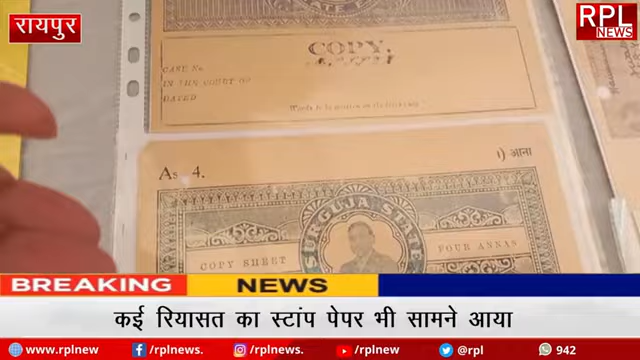 रायपुर
RPL
NEWS
COPY.
CASE No.
IN THE COURT OF
DATED
As 4.
।) आना
SURGUJA STATE
COPY SHEET
FOUR ANNAS
BREAKING NEWS
कई रियासत का स्टांप पेपर भी सामने आया
www.rplnew
/rplnews.
/rplnews.
/rplnew
@rpl
942